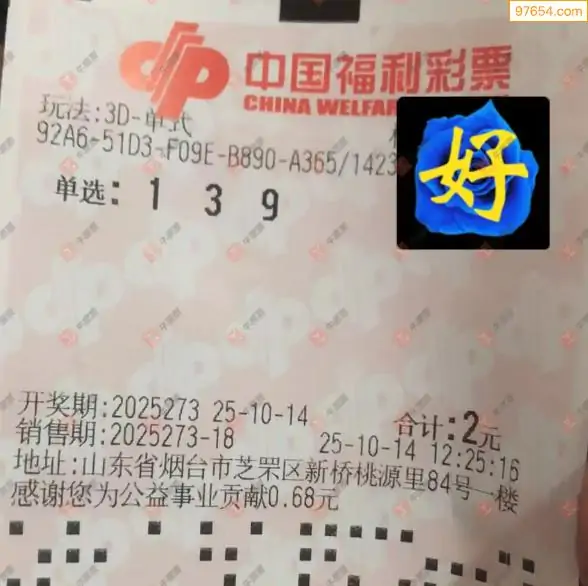 97654.com
中国福利彩票
CHINA WELFA
玩法:3D-单式
92A6-51D3-F09E-B890-A365/1423
好
单选: 1 3 9
开奖期:2025273 25-10-14 合计:2元
销售期:2025273-18 25-10-14 12:25:16
地址:山东省烟台市芝罘区新桥桃源里84号一楼
感谢您为公益事业贡献0.68元